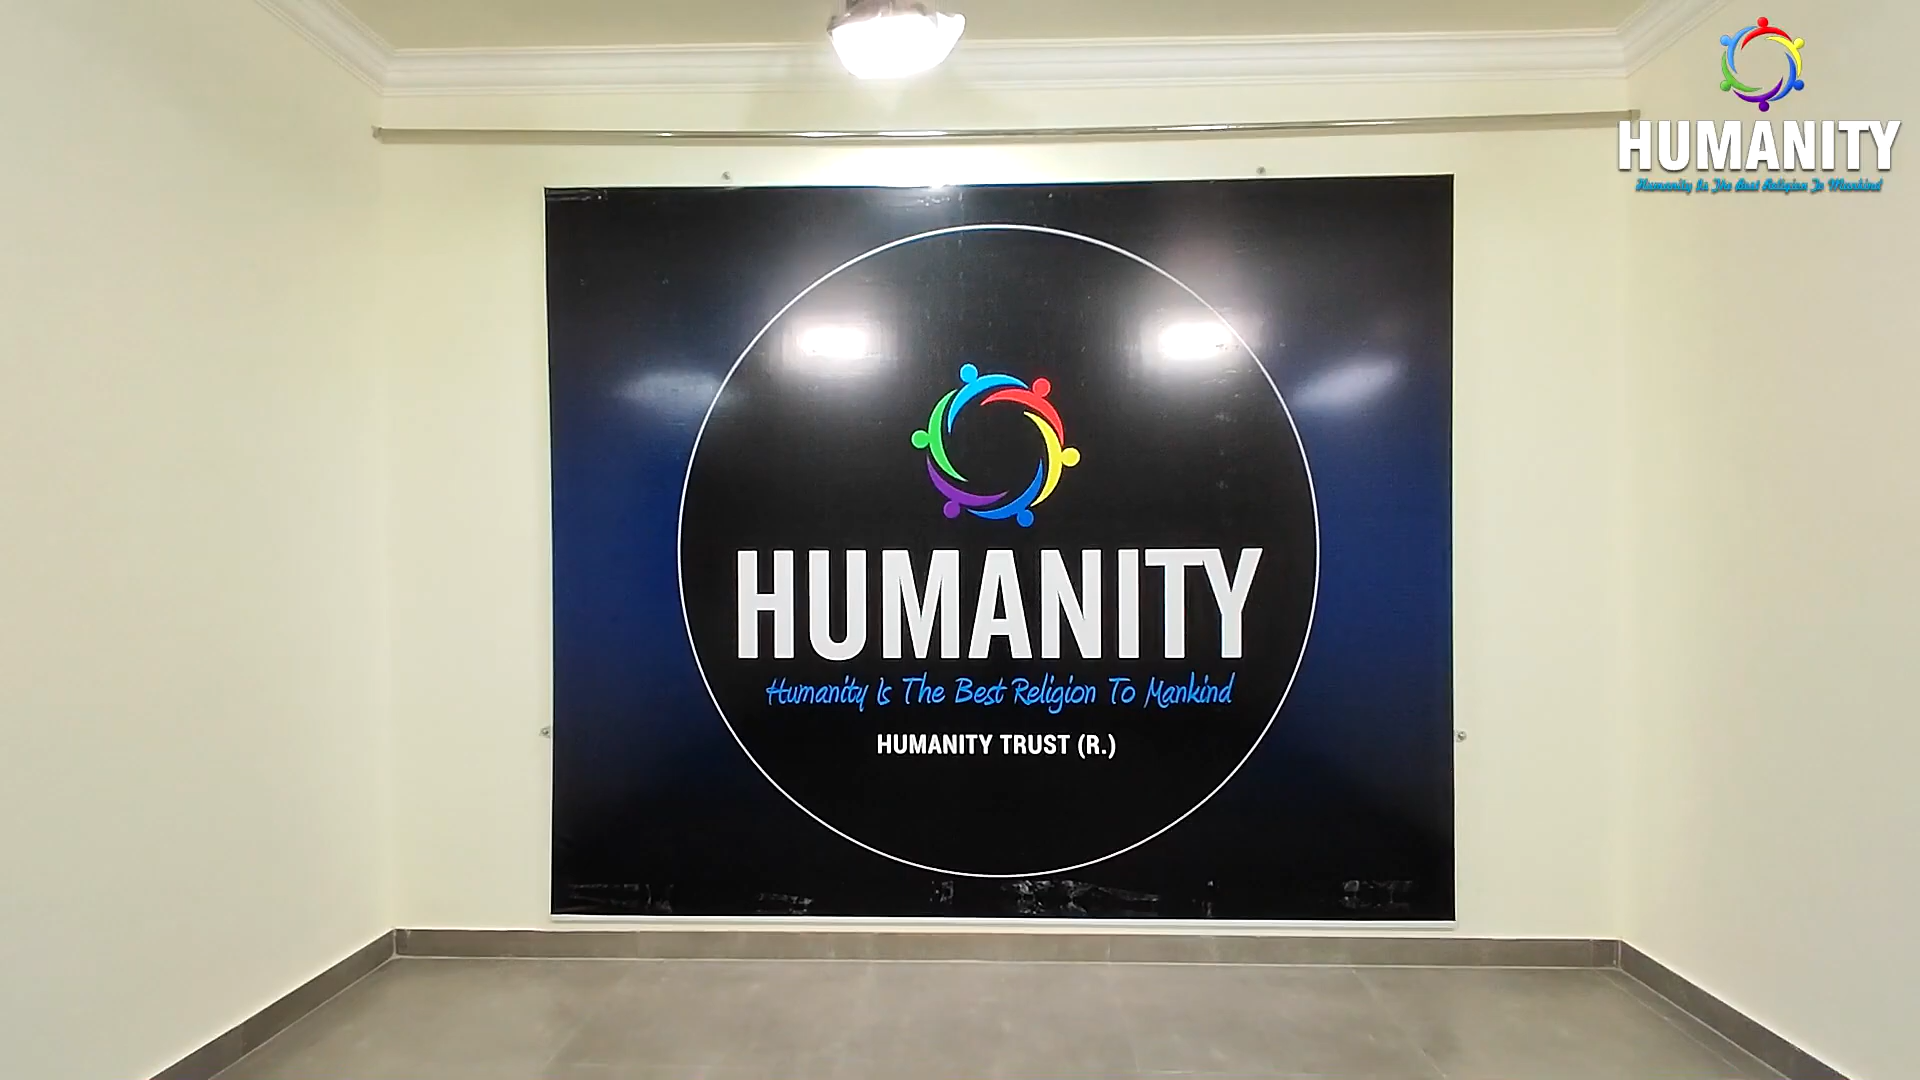 HUMANITY
Humanity Is The Best Religion To Mankind
HUMANITY
Humanity Is The Best Religion To Mankind
HUMANITY TRUST (R.)